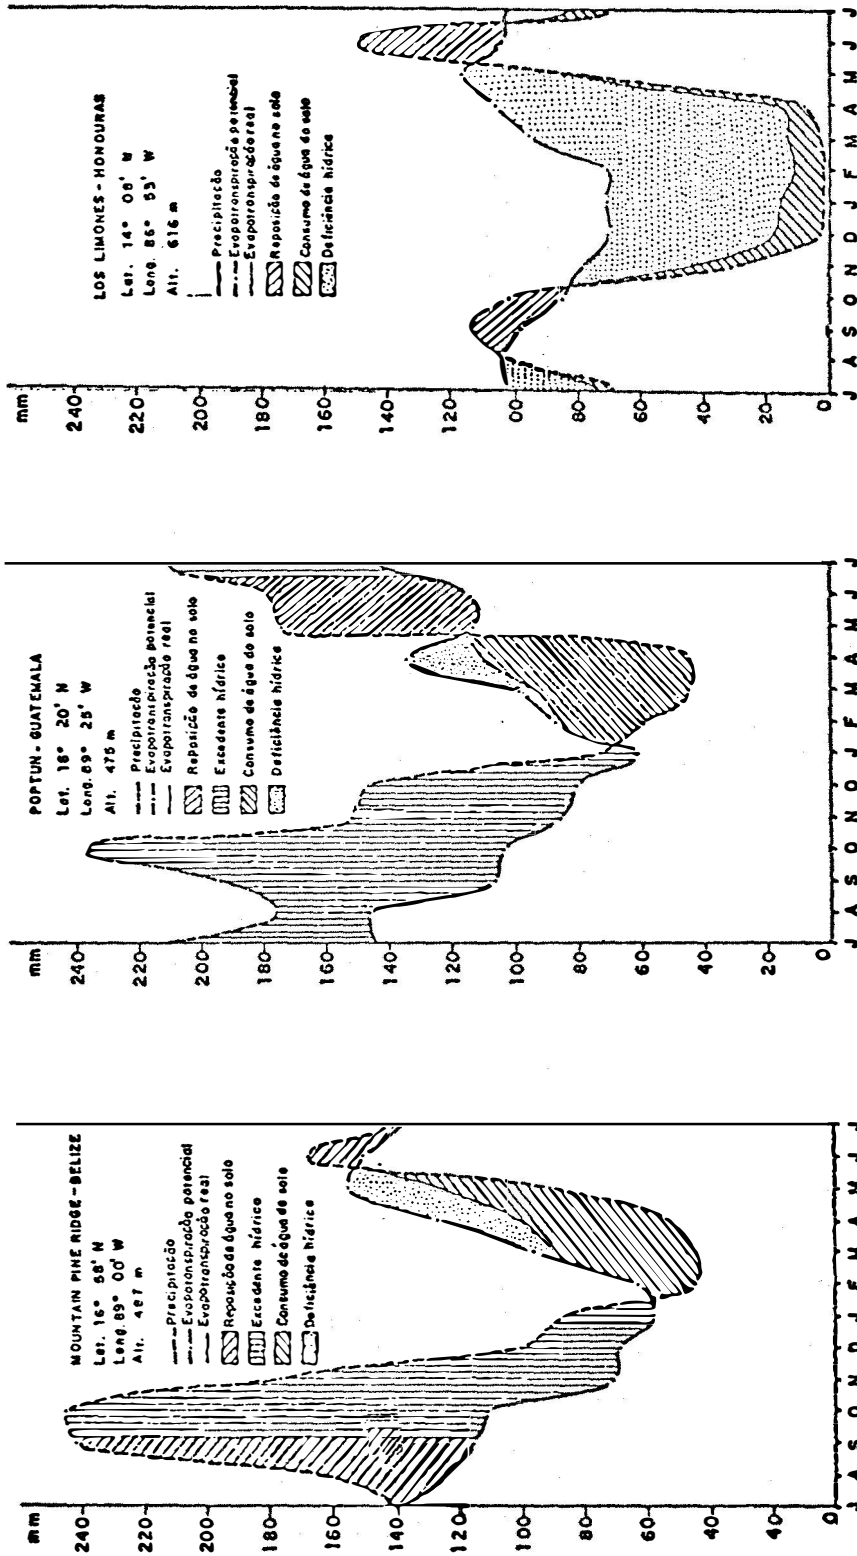 MOUNTAIN PINE RIDGE-BELIZE
Lat. 16° 58' N
Long. 89° 00' W
Alt. 487 m
Precipitação
Evapotranspiração potencial
Evapotranspiração real
Reposição de água no solo
Excedente hídrico
Consumo de água do solo
Deficiência hídrica
mm
240
220
200
180
160
140
120
100
80
60
40
20
0
J A S O N D J F M A M J J
POPTUN - GUATEMALA
Lat. 16° 20' N
Long. 89° 25' W
Alt. 475 m
Precipitação
Evapotranspiração potencial
Evapotranspiração real
Reposição de água no solo
Excedente hídrico
Consumo de água do solo
Deficiência hídrica
mm
240
220
200
180
160
140
120
100
80
60
40
20
0
J A S O N D J F M A M J J
LOS LIMONES - HONDURAS
Lat. 14° 08' N
Long. 86° 53' W
Alt. 616 m
Precipitação
Evapotranspiração potencial
Evapotranspiração real
Reposição de água no solo
Consumo de água do solo
Deficiência hídrica
mm
240
220
200
180
160
140
120
100
80
60
40
20
0
J A S O N D J F M A M J J